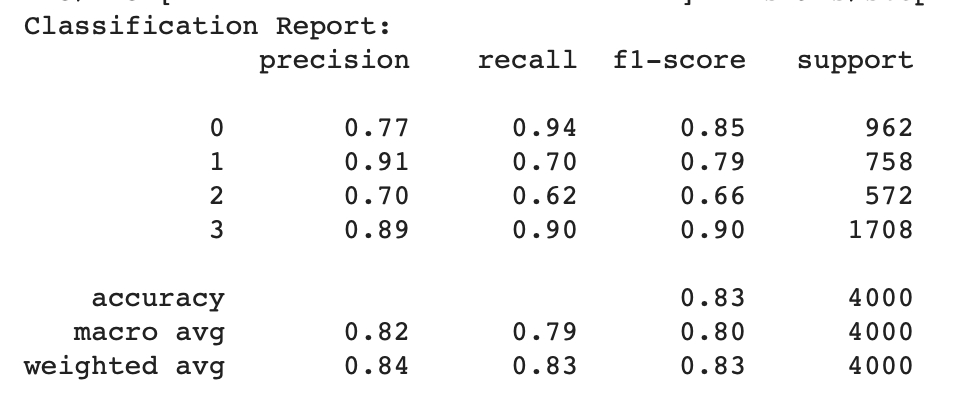 Classification Report:
precision recall f1-score support
0 0.77 0.94 0.85 962
1 0.91 0.70 0.79 758
2 0.70 0.62 0.66 572
3 0.89 0.90 0.90 1708
accuracy 0.83 4000
macro avg 0.82 0.79 0.80 4000
weighted avg 0.84 0.83 0.83 4000